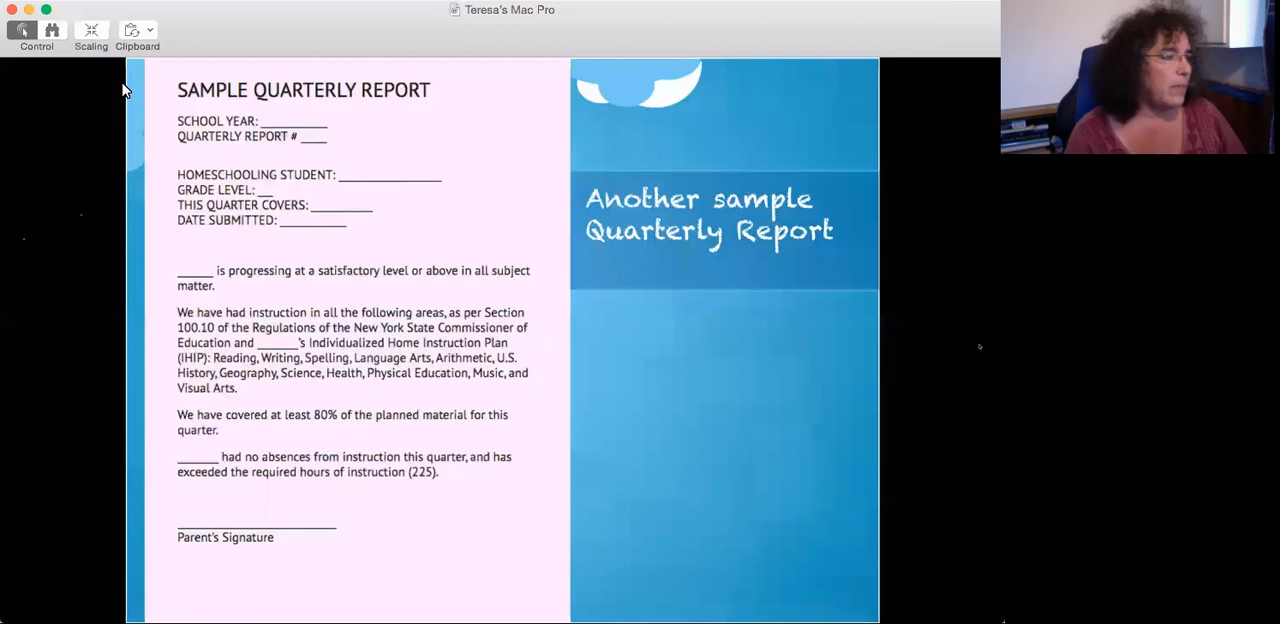 Teresa's Mac Pro
Control
Scaling
Clipboard
SAMPLE QUARTERLY REPORT
SCHOOL YEAR: ___________
QUARTERLY REPORT # ____
HOMESCHOOLING STUDENT: _________________
GRADE LEVEL: __
THIS QUARTER COVERS: __________
DATE SUBMITTED: ___________
______ is progressing at a satisfactory level or above in all subject
matter.
We have had instruction in all the following areas, as per Section
100.10 of the Regulations of the New York State Commissioner of
Education and _______'s Individualized Home Instruction Plan
(IHIP): Reading, Writing, Spelling, Language Arts, Arithmetic, U.S.
History, Geography, Science, Health, Physical Education, Music, and
Visual Arts.
We have covered at least 80% of the planned material for this
quarter.
_______ had no absences from instruction this quarter, and has
exceeded the required hours of instruction (225).
__________________________
Parent's Signature
Another sample
Quarterly Report